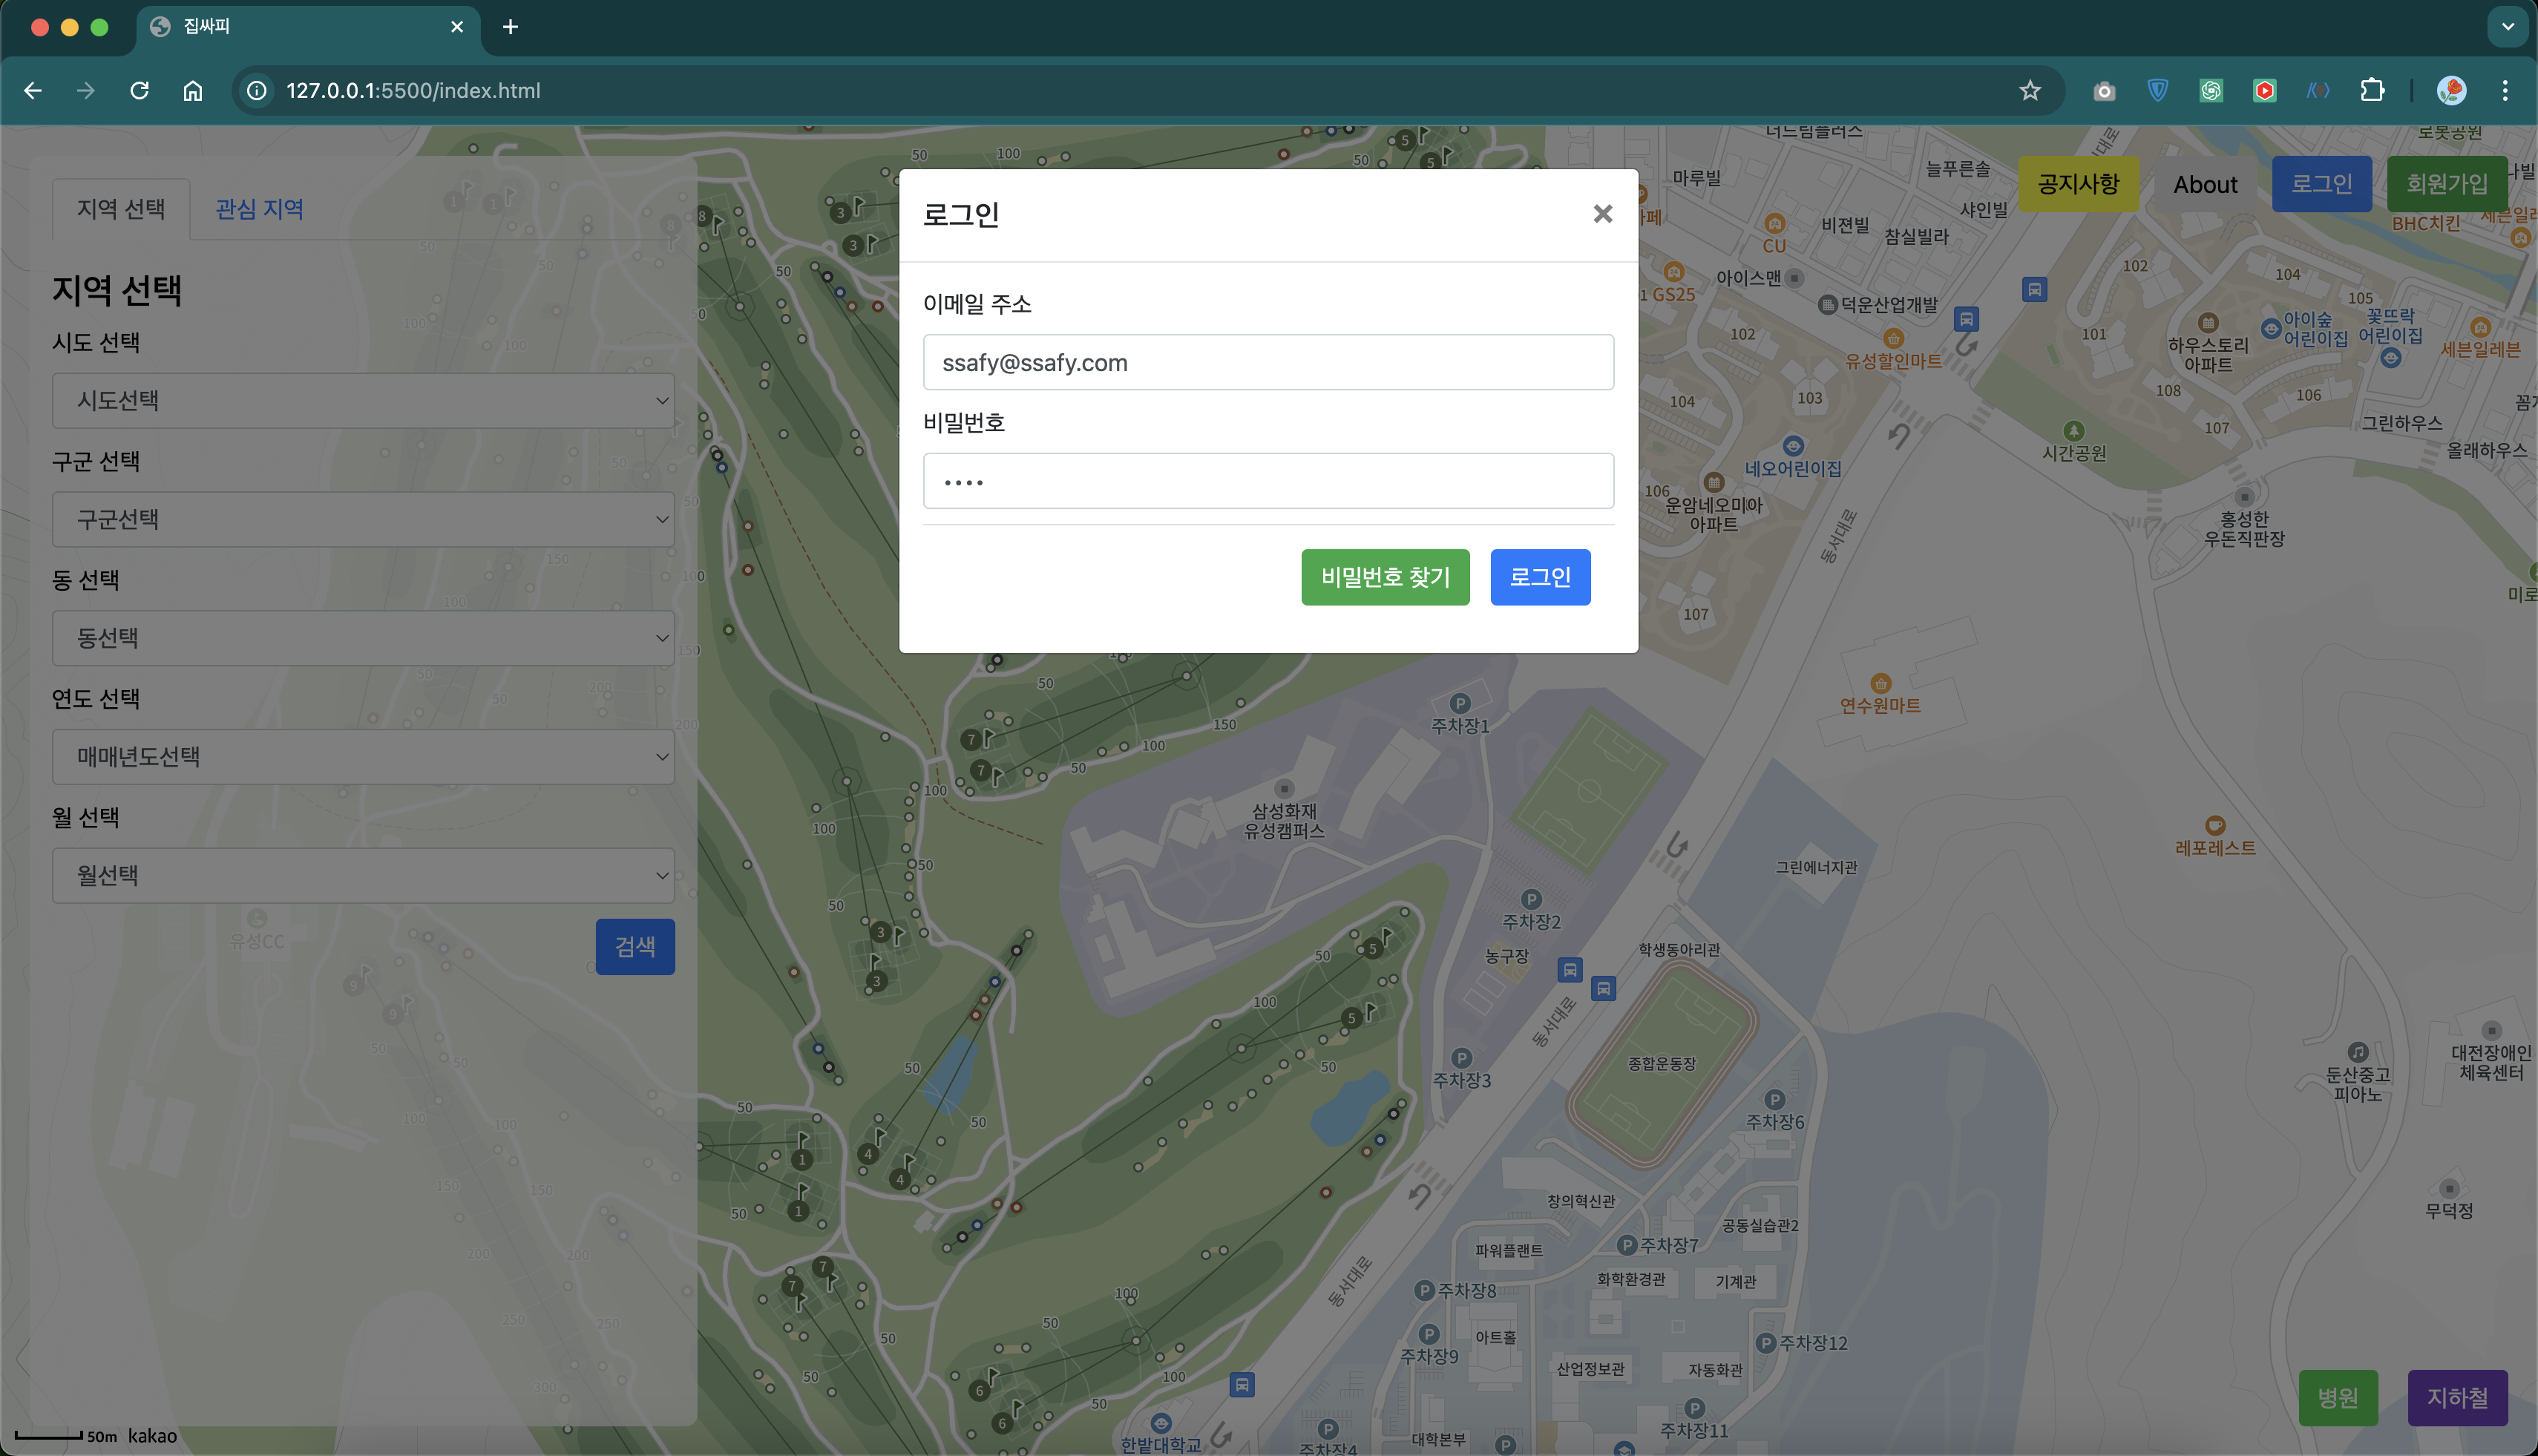 집싸피
127.0.0.1:5500/index.html
지역 선택
관심 지역
지역 선택
시도 선택
시도선택
구군 선택
구군선택
동 선택
동선택
연도 선택
매매년도선택
월 선택
월선택
검색
로그인
이메일 주소
ssafy@ssafy.com
비밀번호
비밀번호 찾기
로그인
공지사항
About
로그인
회원가입
너드림플러스
로봇공원
마루빌
늘푸른솔
샤인빌
비젼빌
참실빌라
CU
BHC치킨
아이스맨
GS25
덕운산업개발
유성할인마트
102
104
105
101
102
103
104
106
107
108
106
107
하우스토리
아파트
아이숲
어린이집
꽃뜨락
어린이집
세븐일레븐
그린하우스
올래하우스
시간공원
네오어린이집
운암네오미아
아파트
홍성한
우돈직판장
동서대로
연수원마트
레포레스트
주차장1
삼성화재
유성캠퍼스
그린에너지관
주차장2
농구장
학생동아리관
동서대로
주차장3
종합운동장
주차장6
대전장애인
체육센터
둔산중고
피아노
무덕정
창의혁신관
공동실습관2
파워플랜트
주차장7
화학환경관
기계관
주차장8
동서대로
아트홀
주차장9
산업정보관
자동화관
주차장12
주차장11
대학본부
주차장4
한밭대학교
유성CC
병원
지하철
50m kakao